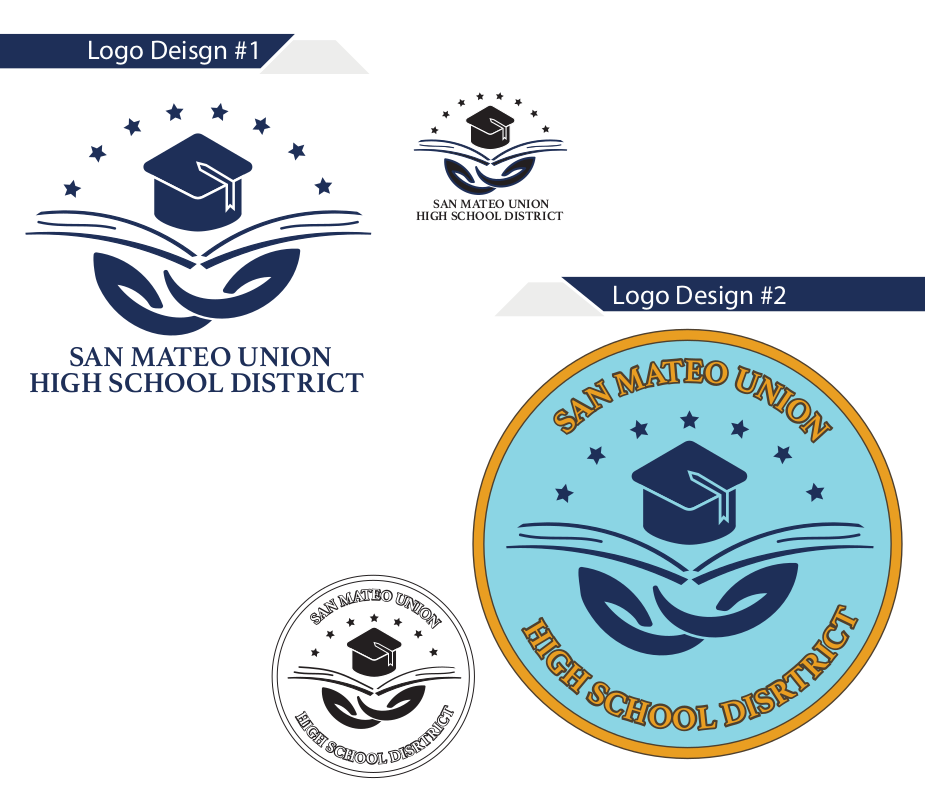 Logo Deisgn #1
SAN MATEO UNION
HIGH SCHOOL DISTRICT
SAN MATEO UNION
HIGH SCHOOL DISTRICT
Logo Design #2
SAN MATEO UNION
HIGH SCHOOL DISRTRICT
SAN MATEO UNION
HIGH SCHOOL DISRTRICT